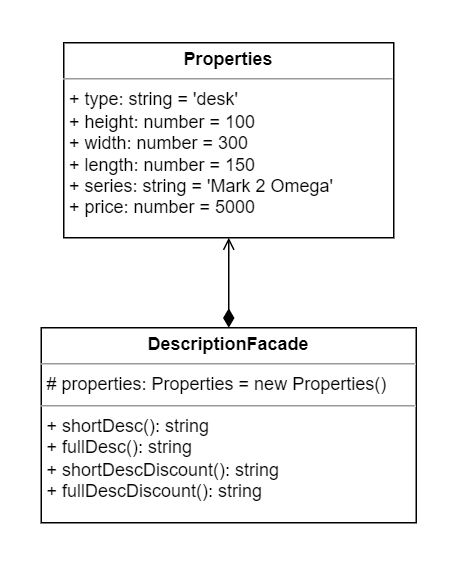 Properties
+ type: string = 'desk'
+ height: number = 100
+ width: number = 300
+ length: number = 150
+ series: string = 'Mark 2 Omega'
+ price: number = 5000
DescriptionFacade
# properties: Properties = new Properties()
+ shortDesc(): string
+ fullDesc(): string
+ shortDescDiscount(): string
+ fullDescDiscount(): string